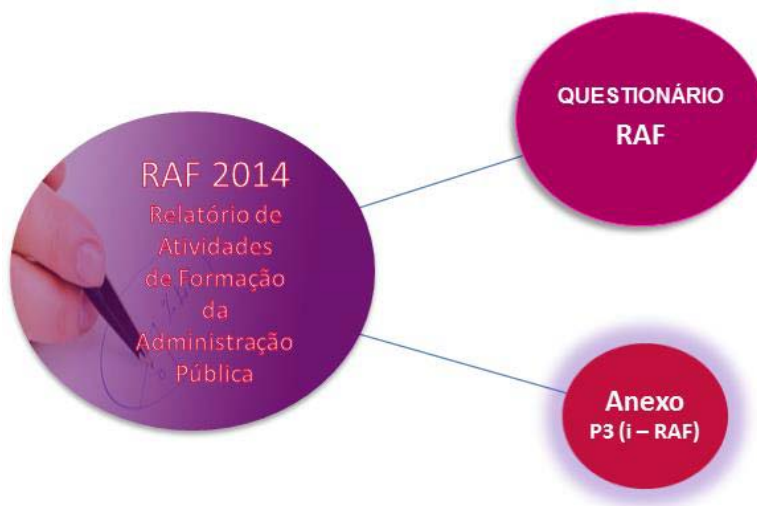 RAF 2014
Relatório de
Atividades
de Formação
da
Administração
Pública
QUESTIONÁRIO
RAF
Anexo
P3 (i – RAF)